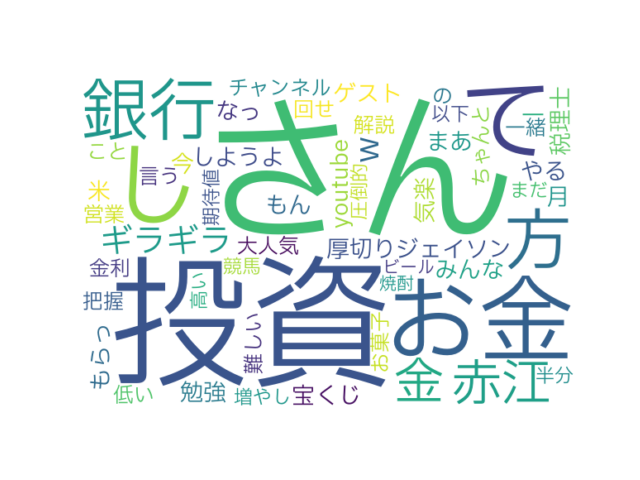 銀行
チャンネル
ゲスト
の
回せ
なっ
解説
以下
一緒
税理士
さん
て
し
w
まあ
ちゃんと
こと
今
しようよ
言う
期待値
youtube
圧倒的
気楽
やる
まだ
月
米
営業
もん
方
ギラギラ
大人気
厚切りジェイソン
金利
競馬
ビール
みんな
投資
お金
把握
高い
焼酎
もらっ
難しい
お菓子
金
赤江
半分
低い
勉強
増やし
宝くじ